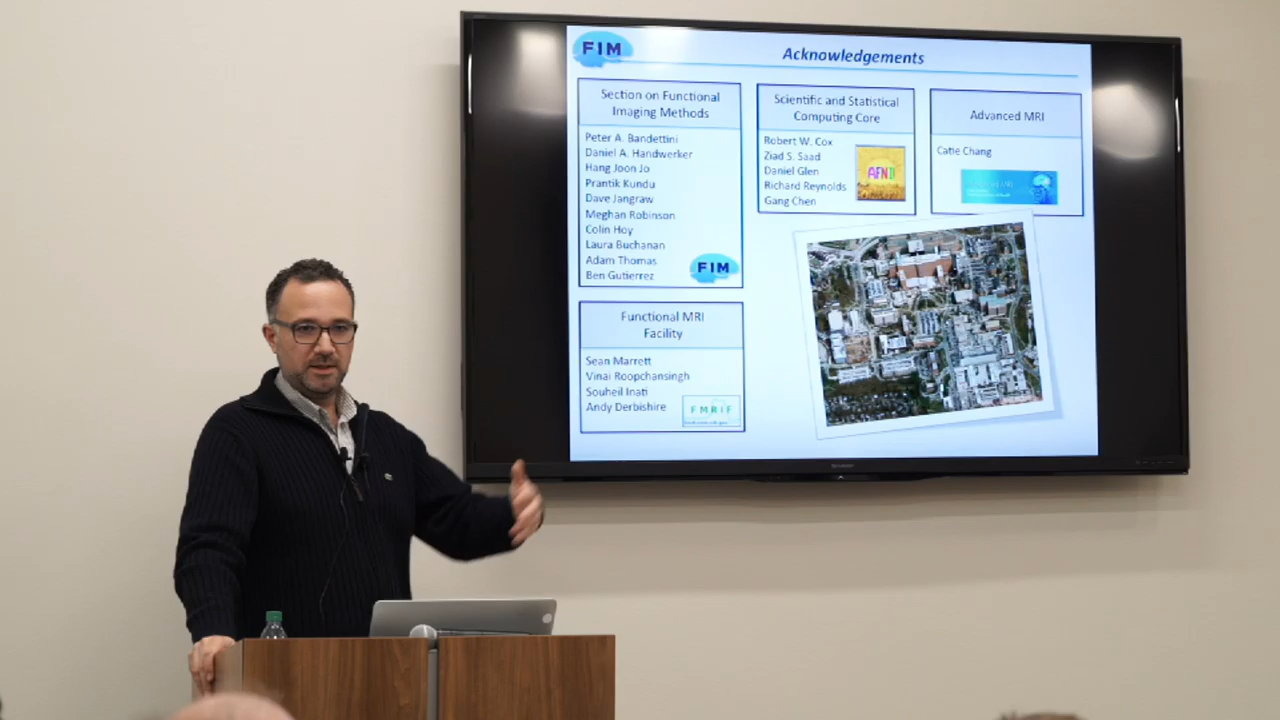 FIM
Acknowledgements
Section on Functional
Imaging Methods
Peter A. Bandettini
Daniel A. Handwerker
Hang Joon Jo
Prantik Kundu
Dave Jangraw
Meghan Robinson
Colin Hoy
Laura Buchanan
Adam Thomas
Ben Gutierrez
FIM
Scientific and Statistical
Computing Core
Robert W. Cox
Ziad S. Saad
Daniel Glen
Richard Reynolds
Gang Chen
AFNI
Advanced MRI
Catie Chang
Functional MRI
Facility
Sean Marrett
Vinai Roopchansingh
Souheil Inati
Andy Derbishire
FMRIF
SHARP